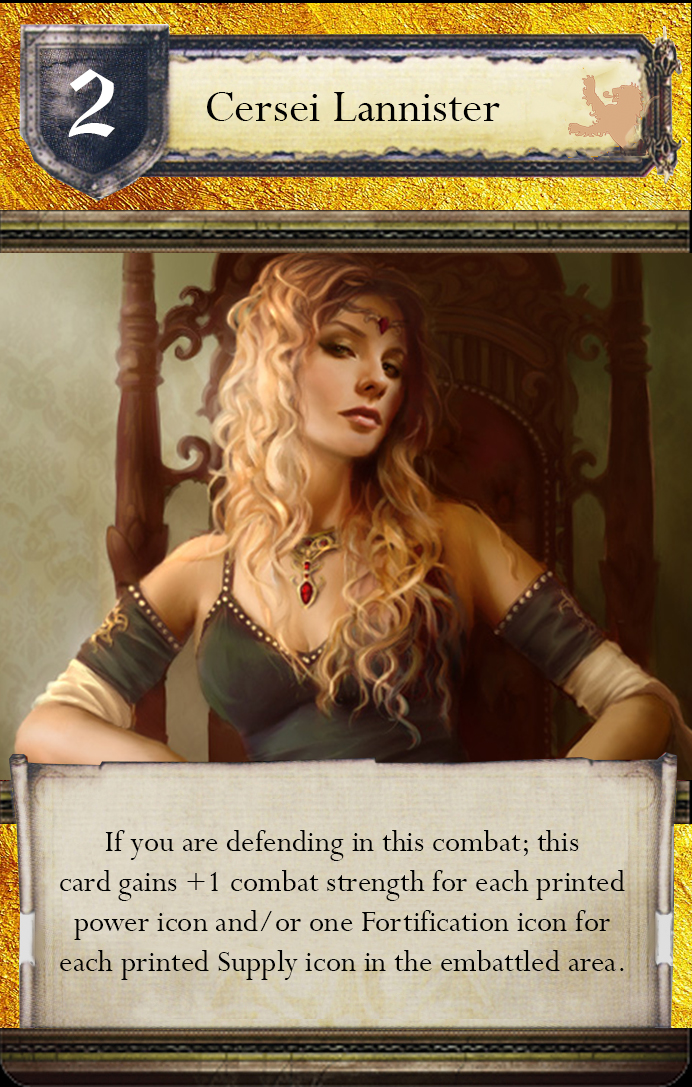 2
Cersei Lannister
If you are defending in this combat; this
card gains +1 combat strength for each printed
power icon and/or one Fortification icon for
each printed Supply icon in the embattled area.